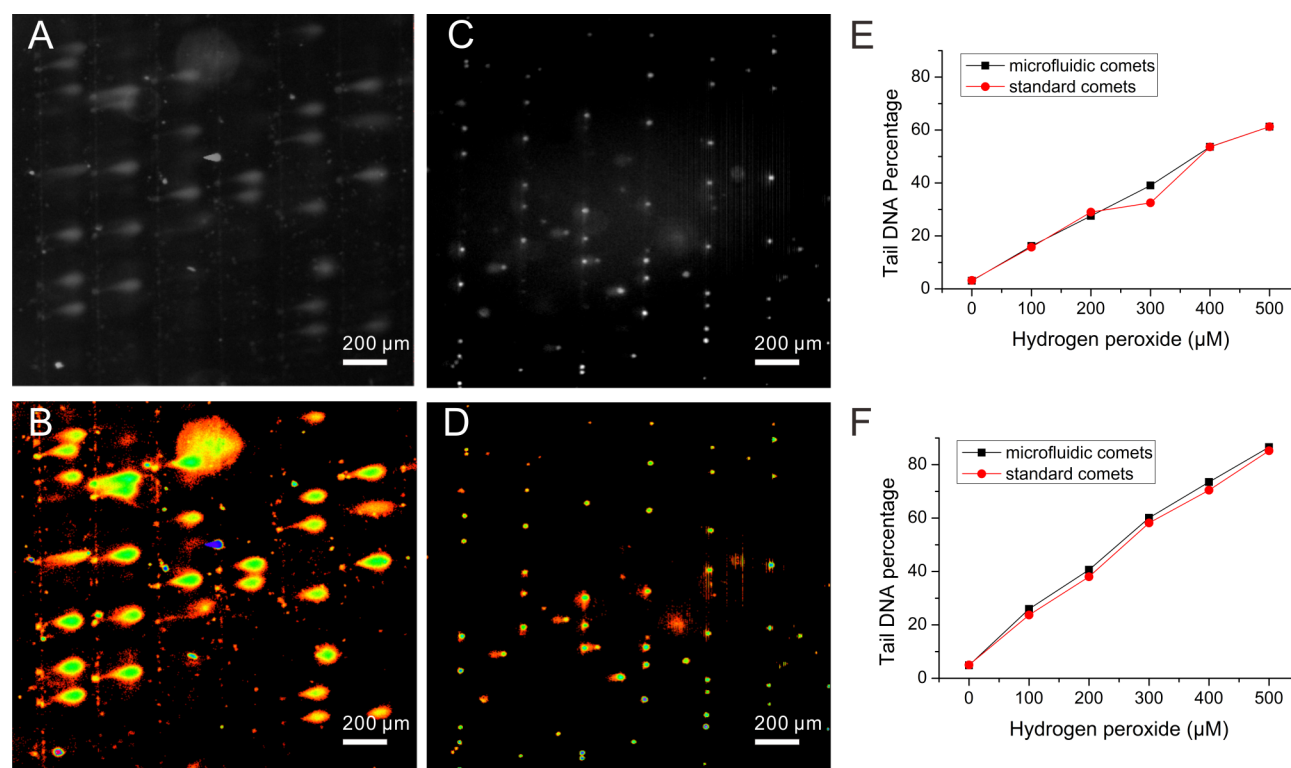 A
200 µm
B
200 µm
C
200 µm
D
200 µm
E
microfluidic comets
standard comets
80
60
40
20
0
Tail DNA Percentage
0 100 200 300 400 500
Hydrogen peroxide (µM)
F
microfluidic comets
standard comets
80
60
40
20
0
Tail DNA percentage
0 100 200 300 400 500
Hydrogen peroxide (µM)